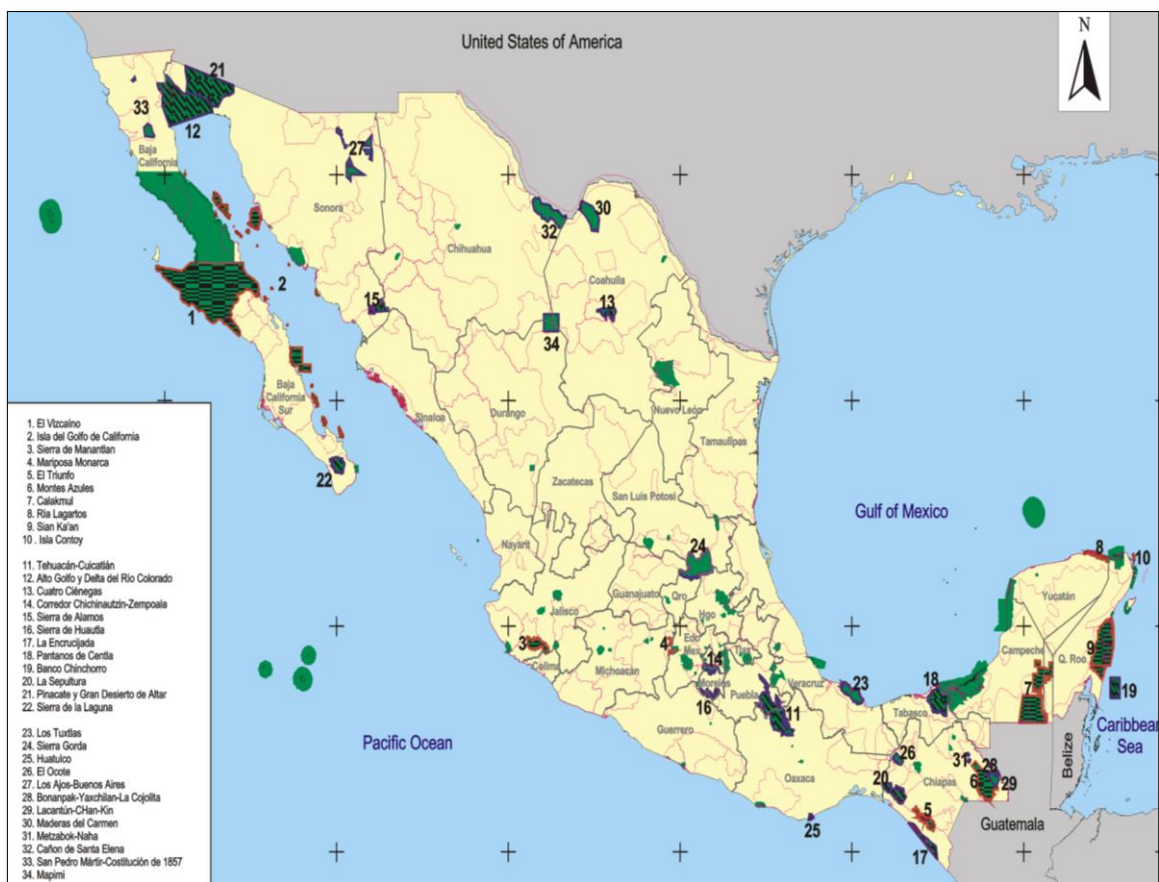 United States of America
N
21
33
12
27
Baja
California
Sonora
30
32
Chihuahua
Coahuila
2
1
15
13
34
Baja
California
Sur
Sinaloa
Durango
Nuevo León
Tamaulipas
22
Zacatecas
San Luis Potosí
Gulf of Mexico
Nayarit
24
8
10
Yucatán
Guanajuato
Qro
Hgo
Jalisco
3
4
Edo
Mex
14
Tlax
Campeche
Q. Roo
9
Colima
Michoacán
Morelos
16
Puebla
Veracruz
23
18
7
19
11
Tabasco
Caribbean
Sea
Guerrero
Pacific Ocean
Belize
26
31
28
6
29
Oaxaca
20
Chiapas
5
25
Guatemala
17
1. El Vizcaino
2. Isla del Golfo de California
3. Sierra de Manantlan
4. Mariposa Monarca
5. El Triunfo
6. Montes Azules
7. Calakmul
8. Ria Lagartos
9. Sian Ka'an
10 . Isla Contoy
11. Tehuacán-Cuicatlán
12. Alto Golfo y Delta del Río Colorado
13. Cuatro Ciénegas
14. Corredor Chichinautzin-Zempoala
15. Sierra de Alamos
16. Sierra de Huautla
17. La Encrucijada
18. Pantanos de Centla
19. Banco Chinchorro
20. La Sepultura
21. Pinacate y Gran Desierto de Altar
22. Sierra de la Laguna
23. Los Tuxtlas
24. Sierra Gorda
25. Huatulco
26. El Ocote
27. Los Ajos-Buenos Aires
28. Bonanpak-Yaxchilan-La Cojolita
29. Lacantún-CHan-Kin
30. Maderas del Carmen
31. Metzabok-Naha
32. Cañon de Santa Elena
33. San Pedro Mártir-Costitución de 1857
34. Mapimi